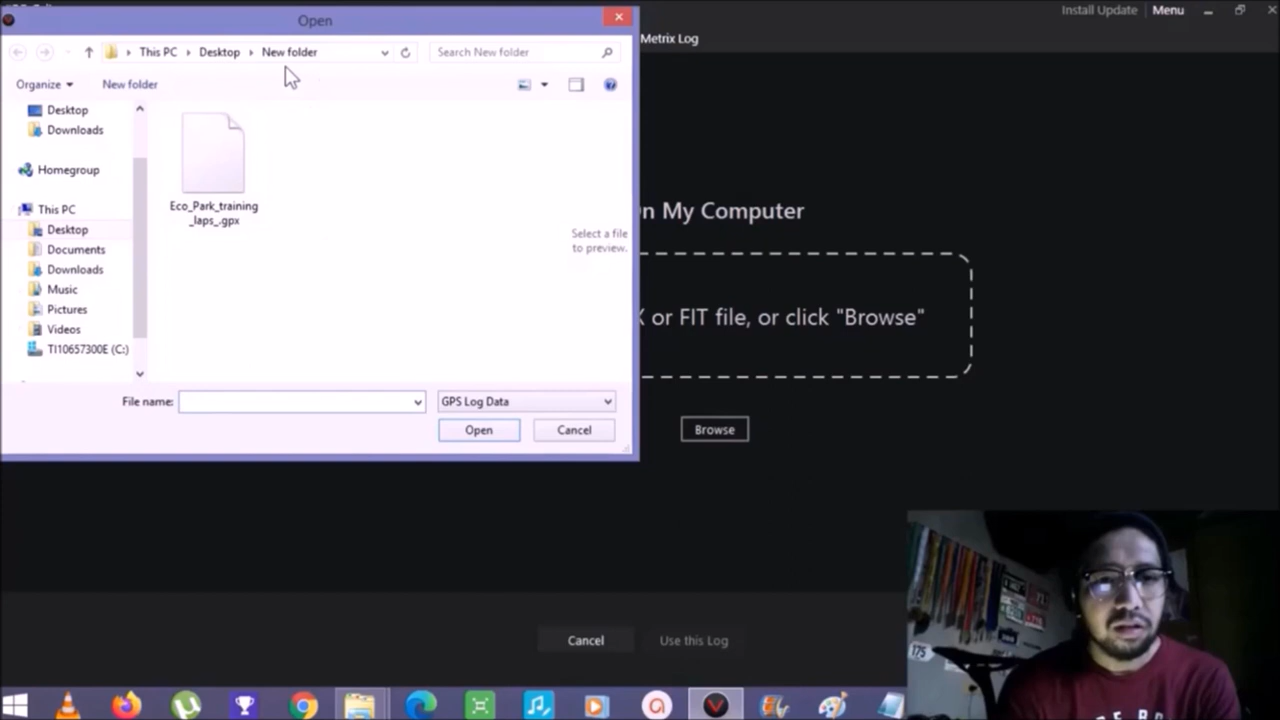 Open
Install Update
Menu
Metrix Log
This PC
Desktop
New folder
Search New folder
Organize
New folder
Desktop
Downloads
Homegroup
This PC
Desktop
Documents
Downloads
Music
Pictures
Videos
TI10657300E (C:)
Eco_Park_training
_laps_.gpx
Select a file
to preview.
n My Computer
or FIT file, or click "Browse"
File name:
GPS Log Data
Open
Cancel
Browse
Cancel
Use this Log
175